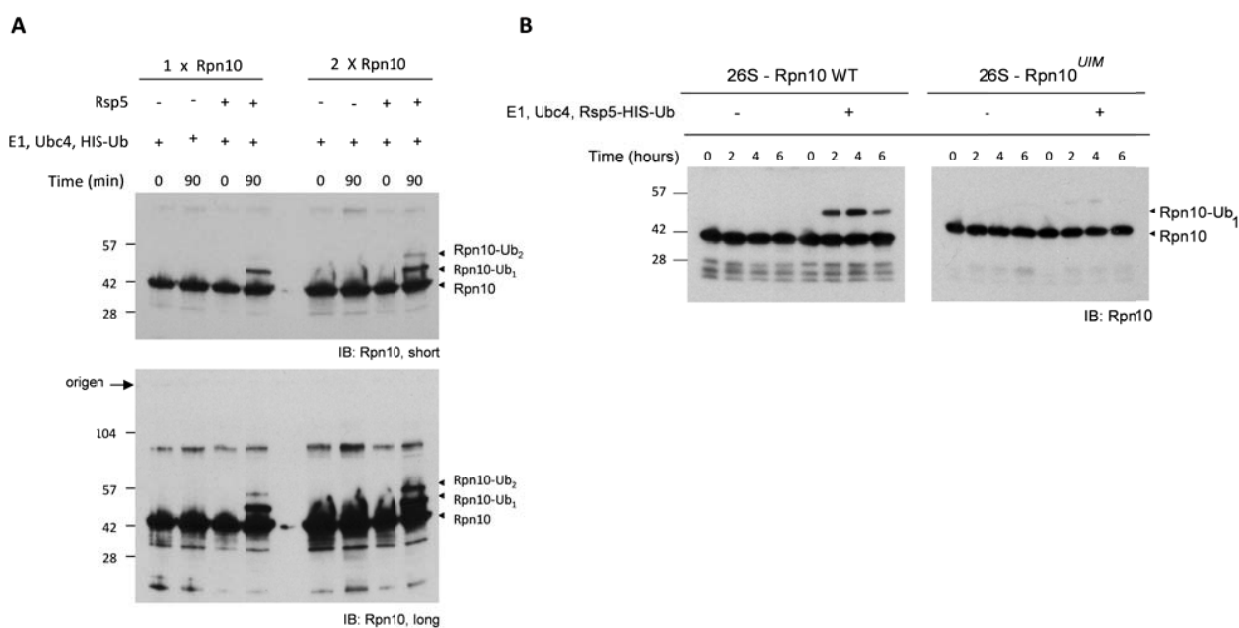 A
1 x Rpn10 2 X Rpn10
Rsp5 - - + + - - + +
E1, Ubc4, HIS-Ub + + + + + + + +
Time (min) 0 90 0 90 0 90 0 90
57
42
28
Rpn10-Ub2
Rpn10-Ub1
Rpn10
IB: Rpn10, short
origen
104
57
42
28
Rpn10-Ub2
Rpn10-Ub1
Rpn10
IB: Rpn10, long
B
26S - Rpn10 WT 26S - Rpn10 UIM
E1, Ubc4, Rsp5-HIS-Ub - + - +
Time (hours) 0 2 4 6 0 2 4 6 0 2 4 6 0 2 4 6
57
42
28
Rpn10-Ub1
Rpn10
IB: Rpn10